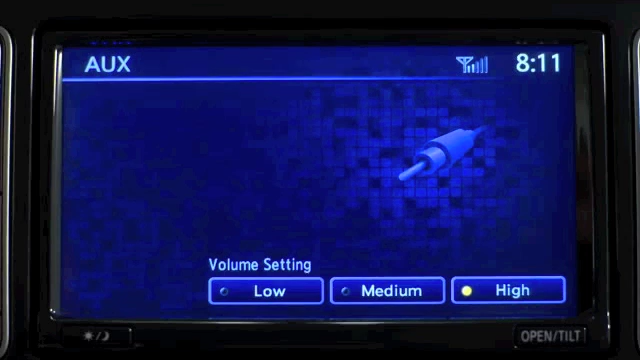 AUX
8:11
Volume Setting
Low Medium High
OPEN/TILT